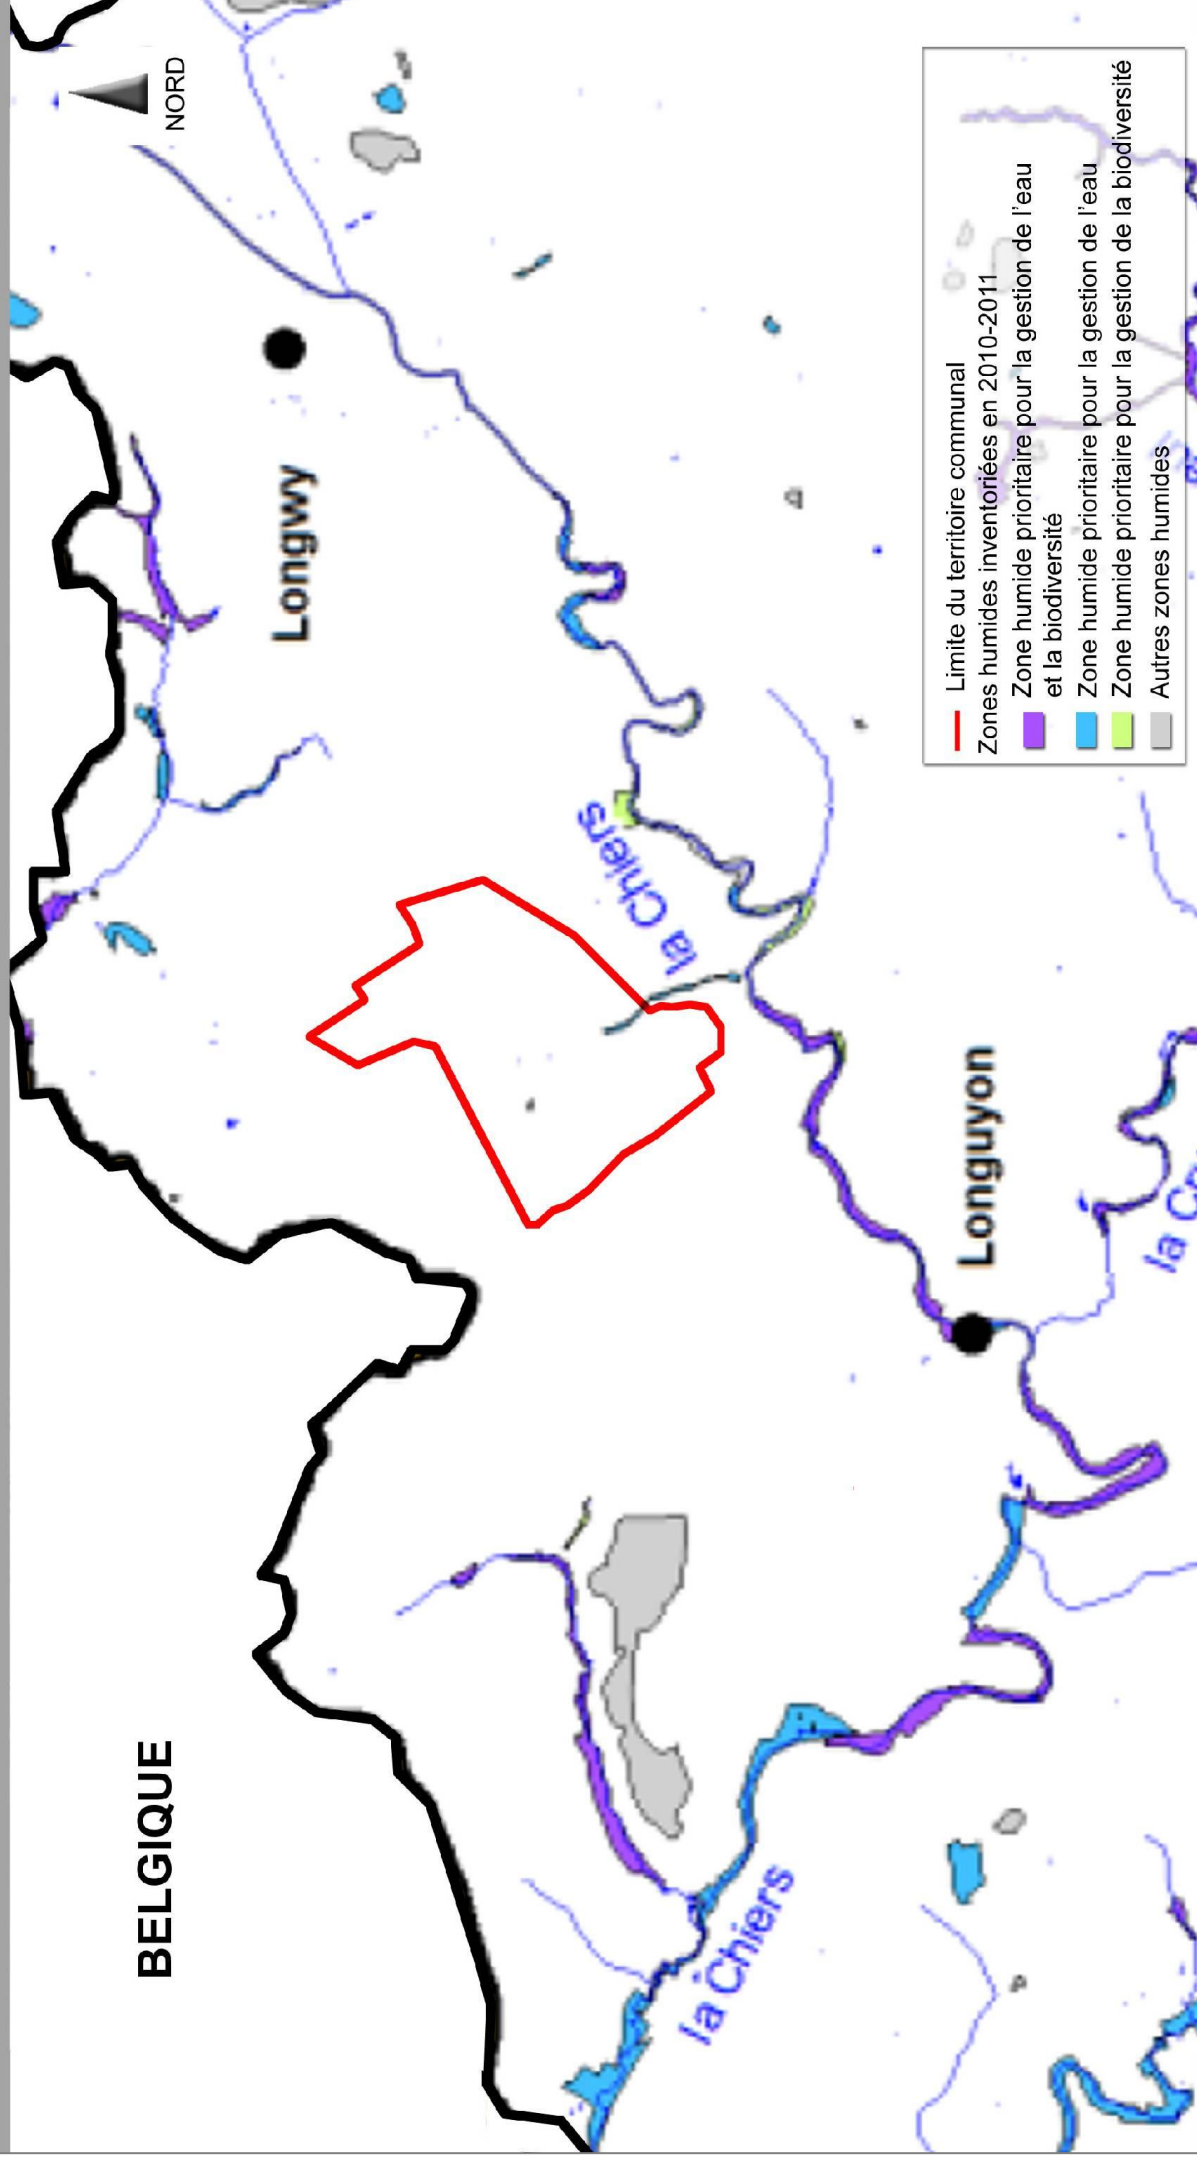 BELGIQUE
NORD
Longwy
la Chiers
Longuyon
la Chiers
Limite du territoire communal
Zones humides inventoriées en 2010-2011
Zone humide prioritaire pour la gestion de l'eau
et la biodiversité
Zone humide prioritaire pour la gestion de l'eau
Zone humide prioritaire pour la gestion de la biodiversité
Autres zones humides